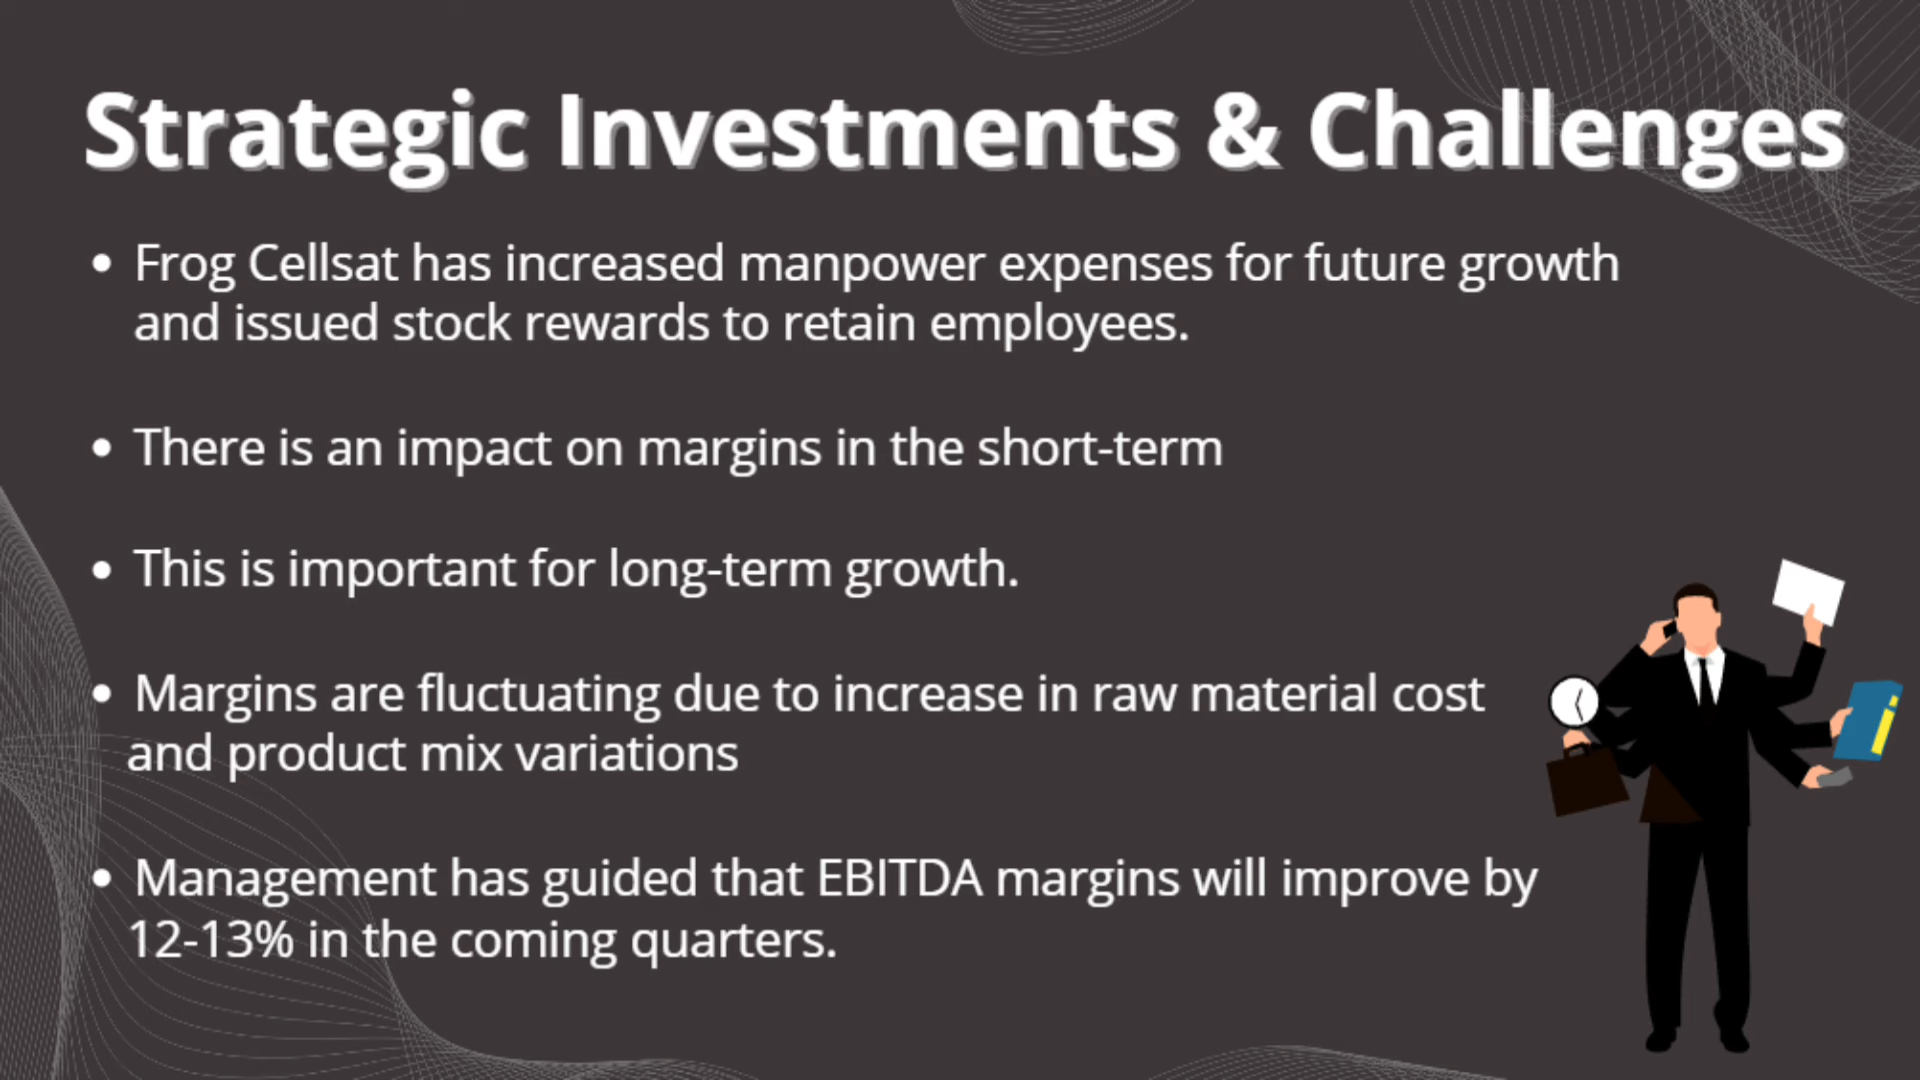 Strategic Investments & Challenges
• Frog Cellsat has increased manpower expenses for future growth
and issued stock rewards to retain employees.
• There is an impact on margins in the short-term
• This is important for long-term growth.
• Margins are fluctuating due to increase in raw material cost
and product mix variations
• Management has guided that EBITDA margins will improve by
12-13% in the coming quarters.